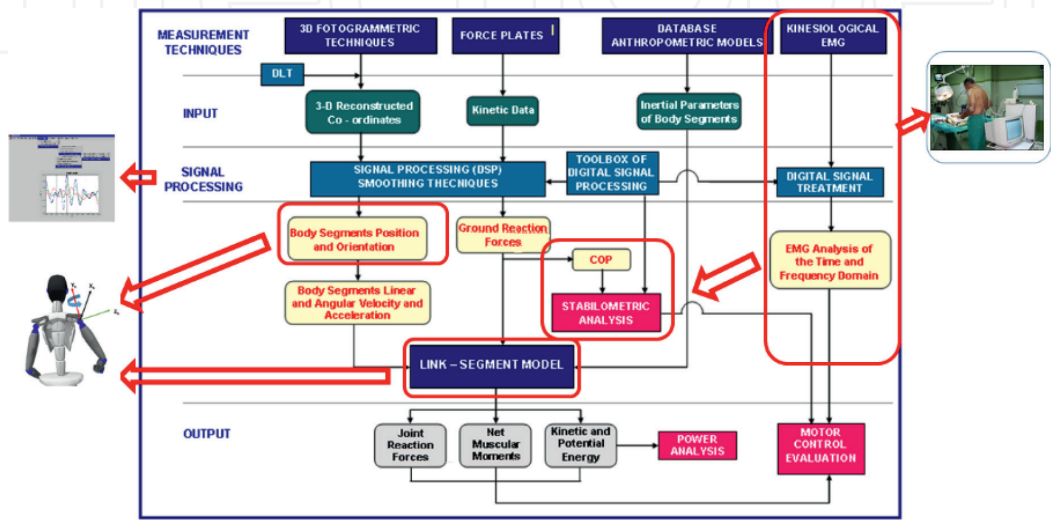 MEASUREMENT
TECHNIQUES
3D FOTOGRAMMETRIC
TECHNIQUES
FORCE PLATES
DATABASE
ANTHROPOMETRIC MODELS
KINESIOLOGICAL
EMG
DLT
INPUT
3-D Reconstructed
Co - ordinates
Kinetic Data
Inertial Parameters
of Body Segments
SIGNAL
PROCESSING
SIGNAL PROCESSING (DSP)
SMOOTHING THECNIQUES
TOOLBOX OF
DIGITAL SIGNAL
PROCESSING
DIGITAL SIGNAL
TREATMENT
Body Segments Position
and Orientation
Ground Reaction
Forces
COP
EMG Analysis of
the Time and
Frequency Domain
Body Segments Linear
and Angular Velocity and
Acceleration
STABILOMETRIC
ANALYSIS
LINK – SEGMENT MODEL
OUTPUT
Joint
Reaction
Forces
Net
Muscular
Moments
Kinetic and
Potential
Energy
POWER
ANALYSIS
MOTOR
CONTROL
EVALUATION